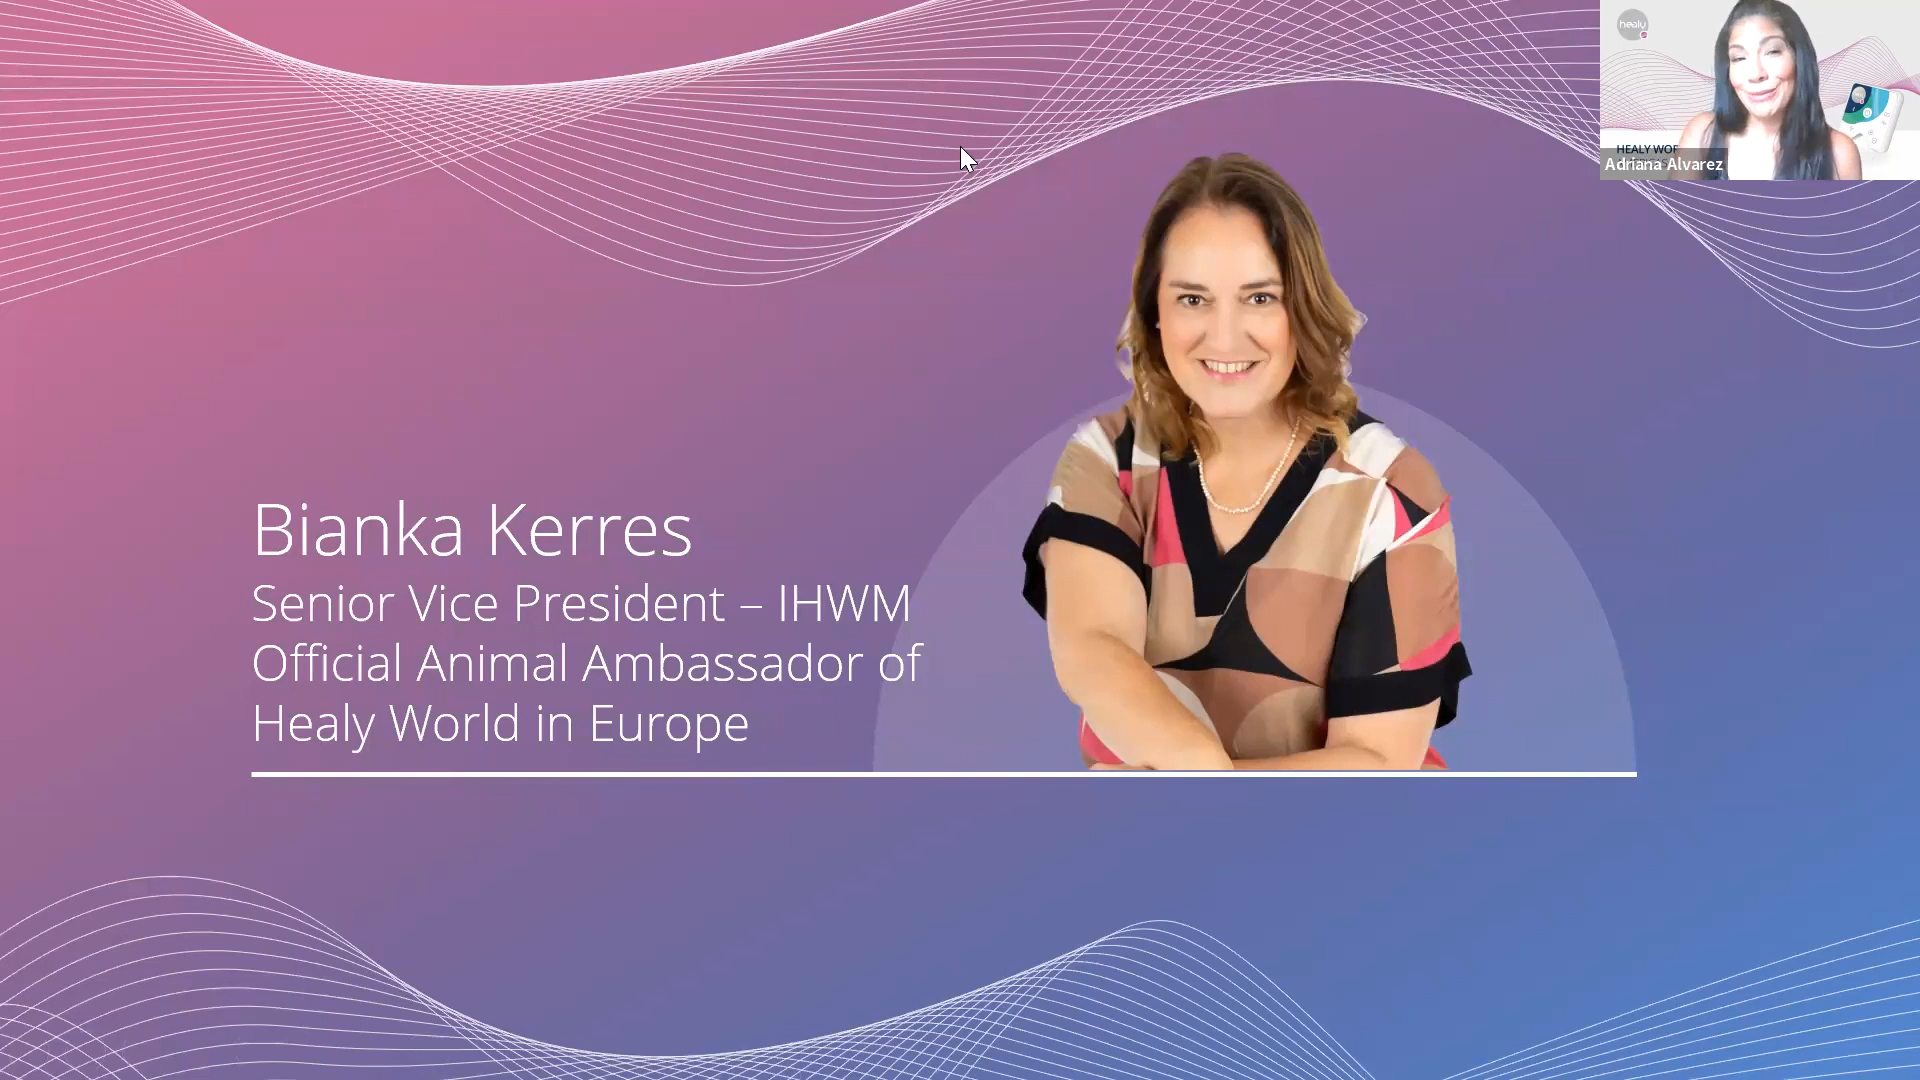 healy
HEALY WOR
Adriana Alvarez
Bianka Kerres
Senior Vice President – IHWM
Official Animal Ambassador of
Healy World in Europe